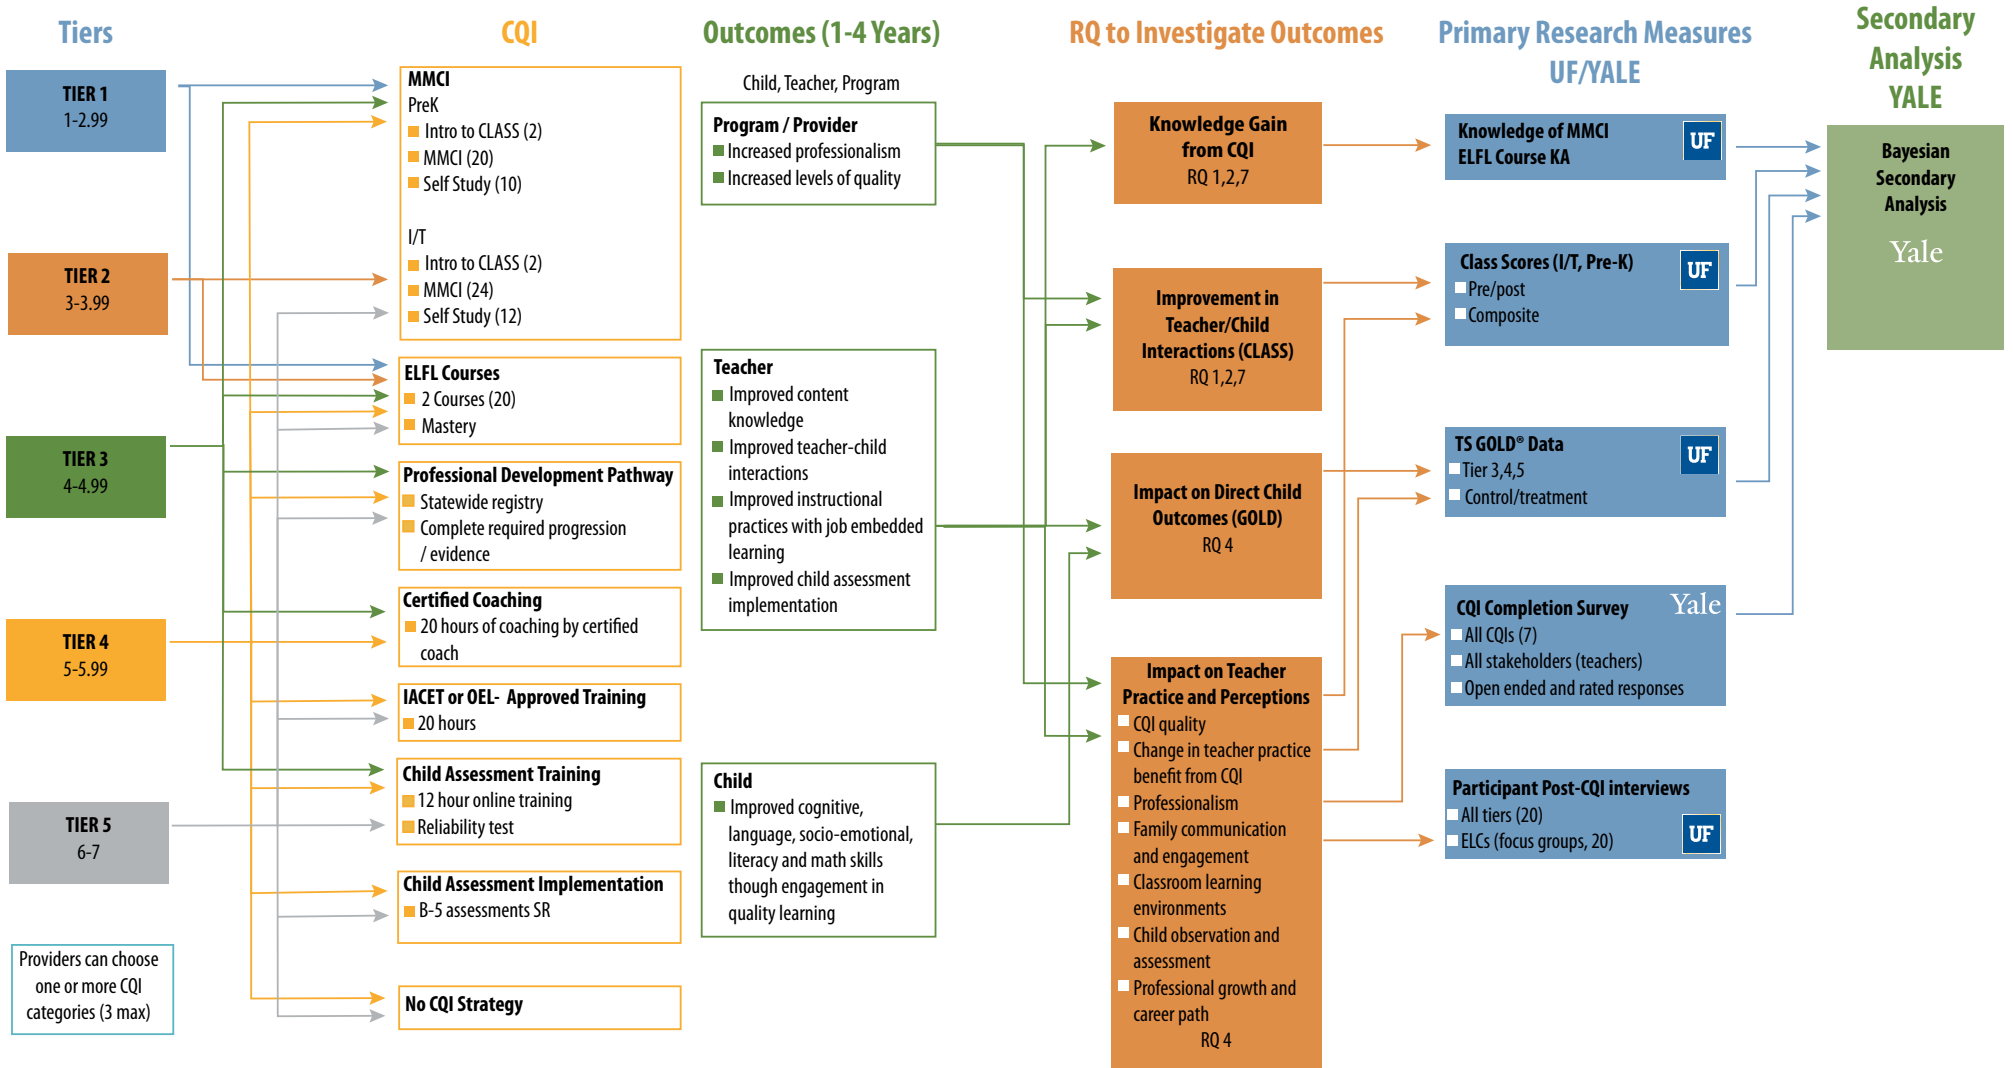 Tiers
TIER 1
1-2.99
TIER 2
3-3.99
TIER 3
4-4.99
TIER 4
5-5.99
TIER 5
6-7
Providers can choose
one or more CQI
categories (3 max)
CQI
MMCI
PreK
Intro to CLASS (2)
MMCI (20)
Self Study (10)
I/T
Intro to CLASS (2)
MMCI (24)
Self Study (12)
ELFL Courses
2 Courses (20)
Mastery
Professional Development Pathway
Statewide registry
Complete required progression
/ evidence
Certified Coaching
20 hours of coaching by certified
coach
IACET or OEL- Approved Training
20 hours
Child Assessment Training
12 hour online training
Reliability test
Child Assessment Implementation
B-5 assessments SR
No CQI Strategy
Outcomes (1-4 Years)
Child, Teacher, Program
Program / Provider
Increased professionalism
Increased levels of quality
Teacher
Improved content
knowledge
Improved teacher-child
interactions
Improved instructional
practices with job embedded
learning
Improved child assessment
implementation
Child
Improved cognitive,
language, socio-emotional,
literacy and math skills
though engagement in
quality learning
RQ to Investigate Outcomes
Knowledge Gain
from CQI
RQ 1,2,7
Improvement in
Teacher/Child
Interactions (CLASS)
RQ 1,2,7
Impact on Direct Child
Outcomes (GOLD)
RQ 4
Impact on Teacher
Practice and Perceptions
CQI quality
Change in teacher practice
benefit from CQI
Professionalism
Family communication
and engagement
Classroom learning
environments
Child observation and
assessment
Professional growth and
career path
RQ 4
Primary Research Measures
UF/YALE
Knowledge of MMCI
ELFL Course KA
UF
Class Scores (I/T, Pre-K)
Pre/post
Composite
UF
TS GOLD® Data
Tier 3,4,5
Control/treatment
UF
CQI Completion Survey
Yale
All CQIs (7)
All stakeholders (teachers)
Open ended and rated responses
Participant Post-CQI interviews
All tiers (20)
ELCs (focus groups, 20)
UF
Secondary
Analysis
YALE
Bayesian
Secondary
Analysis
Yale